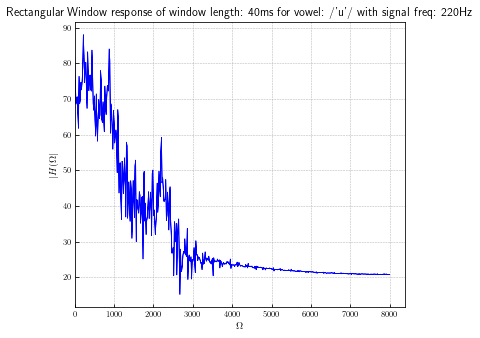 Rectangular Window response of window length: 40ms for vowel: /'u'/ with signal freq: 220Hz
90
80
70
60
50
40
30
20
|H(Ω|
0 1000 2000 3000 4000 5000 6000 7000 8000
Ω